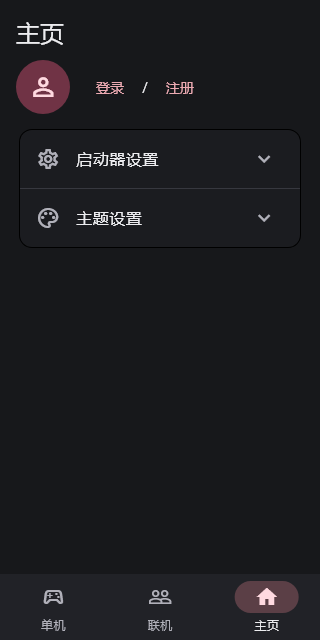 主页
登录 / 注册
启动器设置
主题设置
单机 联机 主页